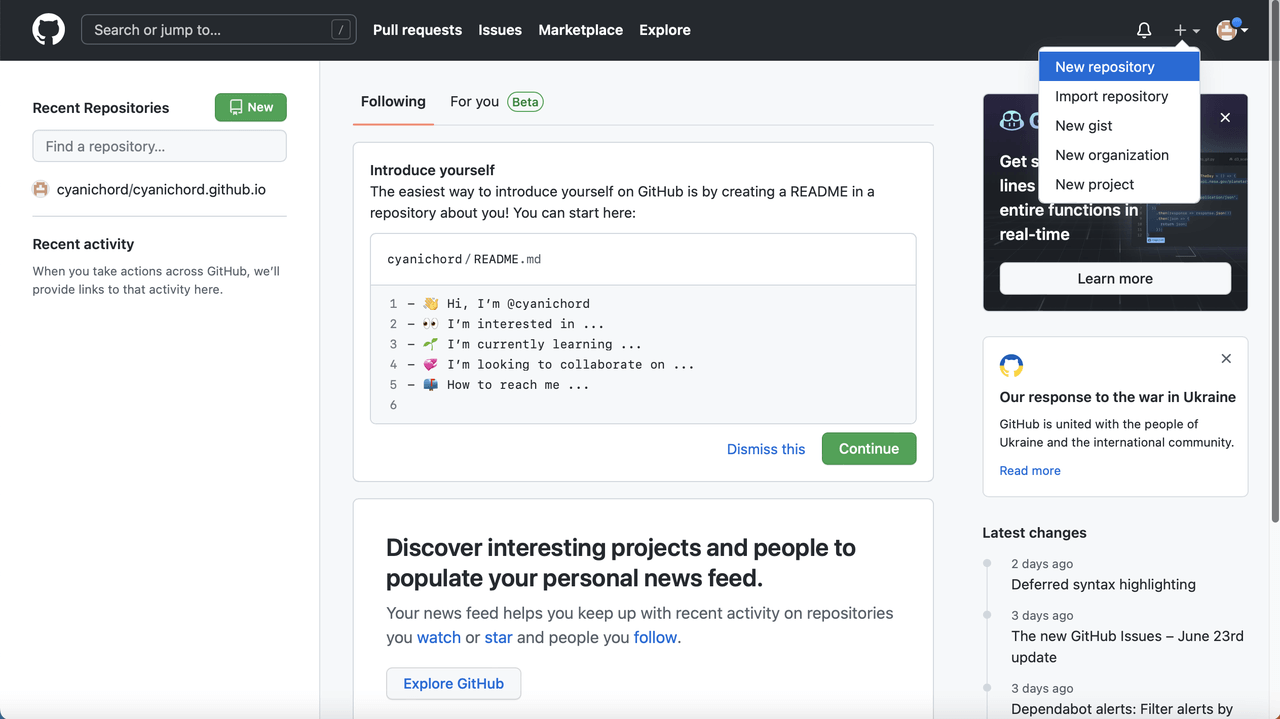 Search or jump to...
/
Pull requests
Issues
Marketplace
Explore
New repository
Import repository
New gist
New organization
New project
Recent Repositories
New
Find a repository...
cyanichord/cyanichord.github.io
Recent activity
When you take actions across GitHub, we’ll
provide links to that activity here.
Following
For you
Beta
Introduce yourself
The easiest way to introduce yourself on GitHub is by creating a README in a
repository about you! You can start here:
cyanichord/README.md
1 - 👋 Hi, I’m @cyanichord
2 - 👀 I’m interested in ...
3 - 🌱 I’m currently learning ...
4 - 💞️ I’m looking to collaborate on ...
5 - 📫 How to reach me ...
6
Dismiss this
Continue
Discover interesting projects and people to
populate your personal news feed.
Your news feed helps you keep up with recent activity on repositories
you watch or star and people you follow.
Explore GitHub
Get
lines
entire functions in
real-time
Learn more
Our response to the war in Ukraine
GitHub is united with the people of
Ukraine and the international community.
Read more
Latest changes
2 days ago
Deferred syntax highlighting
3 days ago
The new GitHub Issues – June 23rd
update
3 days ago
Dependabot alerts: Filter alerts by